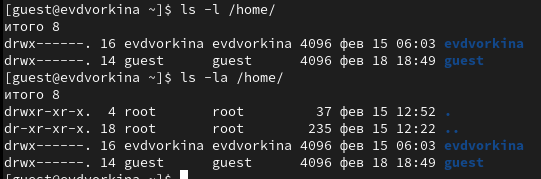 [guest@evdvorkina ~]$ ls -l /home/
итого 8
drwx------. 16 evdvorkina evdvorkina 4096 фев 15 06:03 evdvorkina
drwx------. 14 guest      guest      4096 фев 18 18:49 guest
[guest@evdvorkina ~]$ ls -la /home/
итого 8
drwxr-xr-x.  4 root       root         37 фев 15 12:52 .
dr-xr-xr-x. 18 root       root        235 фев 15 12:22 ..
drwx------. 16 evdvorkina evdvorkina 4096 фев 15 06:03 evdvorkina
drwx------. 14 guest      guest      4096 фев 18 18:49 guest
[guest@evdvorkina ~]$